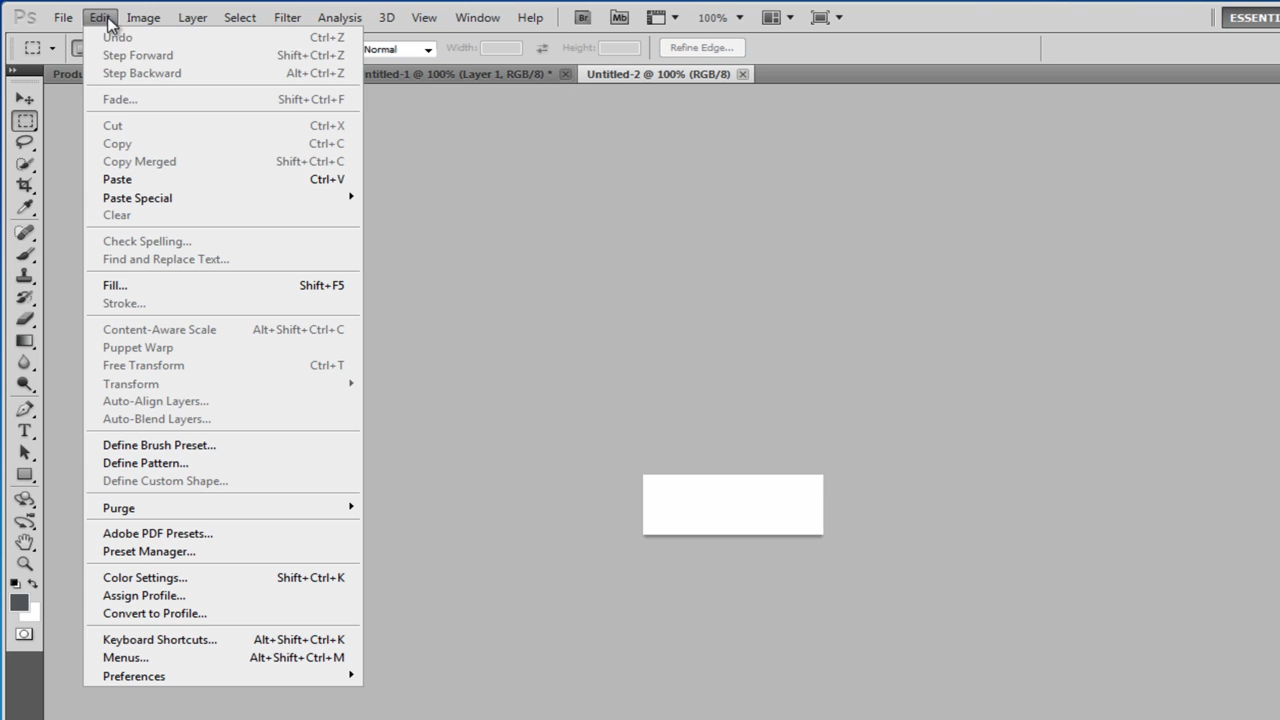 Ps File Edit Image Layer Select Filter Analysis 3D View Window Help Br Mb 100% ESSENTI
Normal Width: Height: Refine Edge...
Produ ntitled-1 @ 100% (Layer 1, RGB/8) * Untitled-2 @ 100% (RGB/8)
Undo Ctrl+Z
Step Forward Shift+Ctrl+Z
Step Backward Alt+Ctrl+Z
Fade... Shift+Ctrl+F
Cut Ctrl+X
Copy Ctrl+C
Copy Merged Shift+Ctrl+C
Paste Ctrl+V
Paste Special
Clear
Check Spelling...
Find and Replace Text...
Fill... Shift+F5
Stroke...
Content-Aware Scale Alt+Shift+Ctrl+C
Puppet Warp
Free Transform Ctrl+T
Transform
Auto-Align Layers...
Auto-Blend Layers...
Define Brush Preset...
Define Pattern...
Define Custom Shape...
Purge
Adobe PDF Presets...
Preset Manager...
Color Settings... Shift+Ctrl+K
Assign Profile...
Convert to Profile...
Keyboard Shortcuts... Alt+Shift+Ctrl+K
Menus... Alt+Shift+Ctrl+M
Preferences